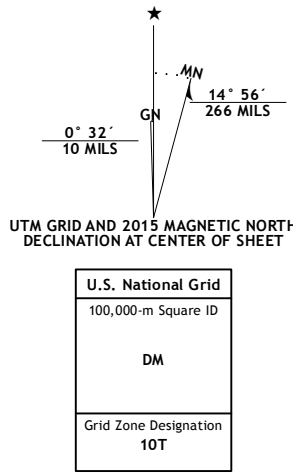 MN
GN
14° 56´
266 MILS
0° 32´
10 MILS
UTM GRID AND 2015 MAGNETIC NORTH
DECLINATION AT CENTER OF SHEET
U.S. National Grid
100,000-m Square ID
DM
Grid Zone Designation
10T